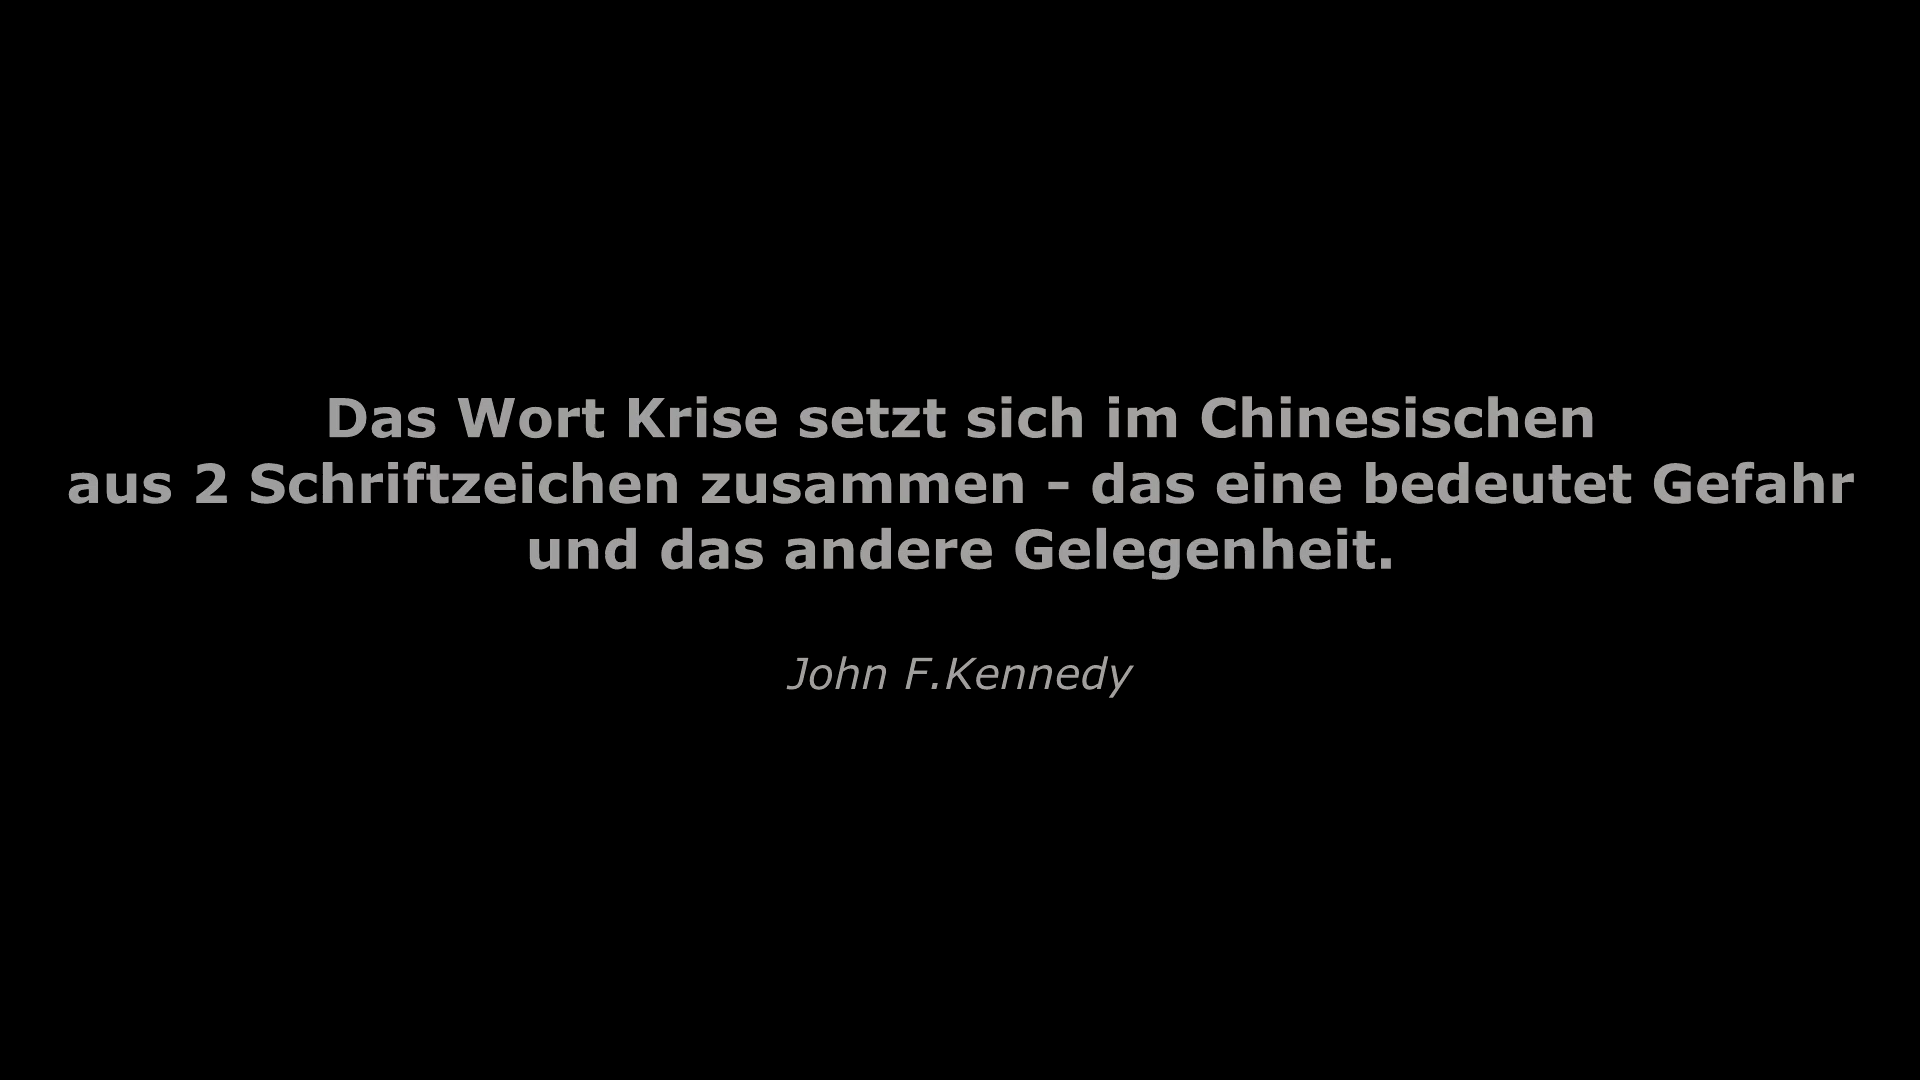 Das Wort Krise setzt sich im Chinesischen
aus 2 Schriftzeichen zusammen - das eine bedeutet Gefahr
und das andere Gelegenheit.
John F.Kennedy